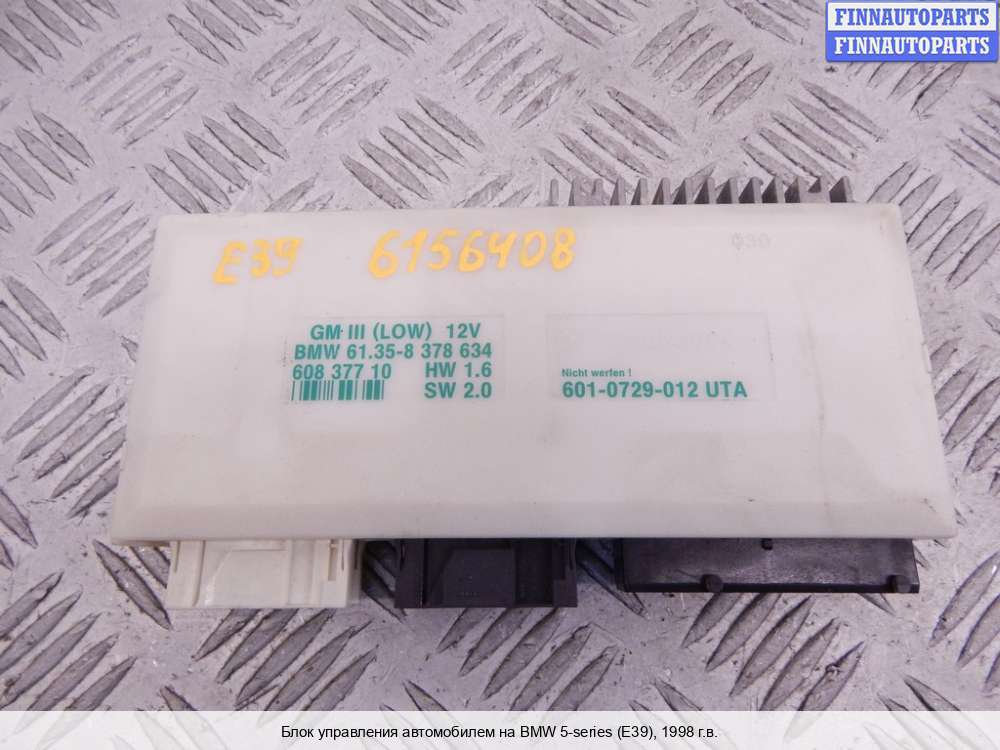 FINNAUTOPARTS
FINNAUTOPARTS
E39 6156408
GM III (LOW) 12V
BMW 61.35-8 378 634
608 377 10 HW 1.6
SW 2.0
Nicht werfen !
601-0729-012 UTA
Блок управления автомобилем на BMW 5-series (E39), 1998 г.в.